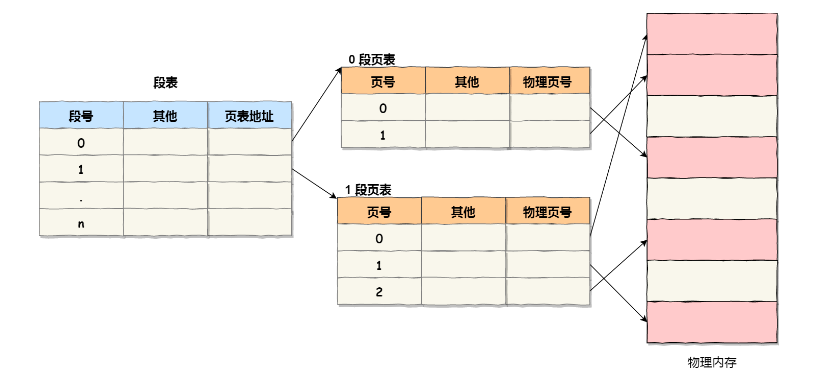 段表
段号 其他 页表地址
0
1
.
n
0 段页表
页号 其他 物理页号
0
1
1 段页表
页号 其他 物理页号
0
1
2
物理内存